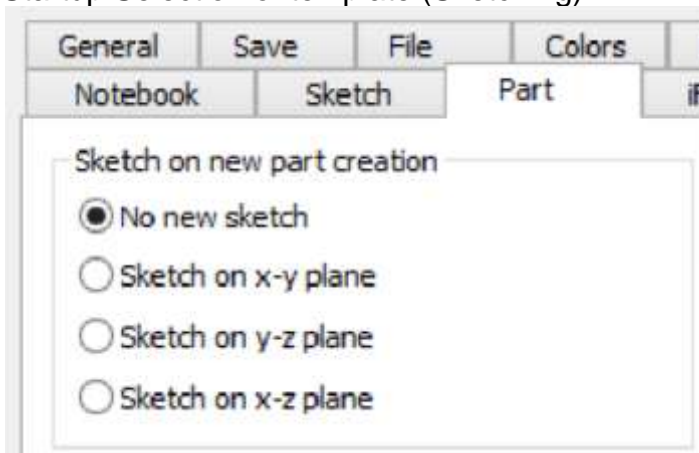 General Save File Colors
Notebook Sketch Part
Sketch on new part creation
No new sketch
Sketch on x-y plane
Sketch on y-z plane
Sketch on x-z plane